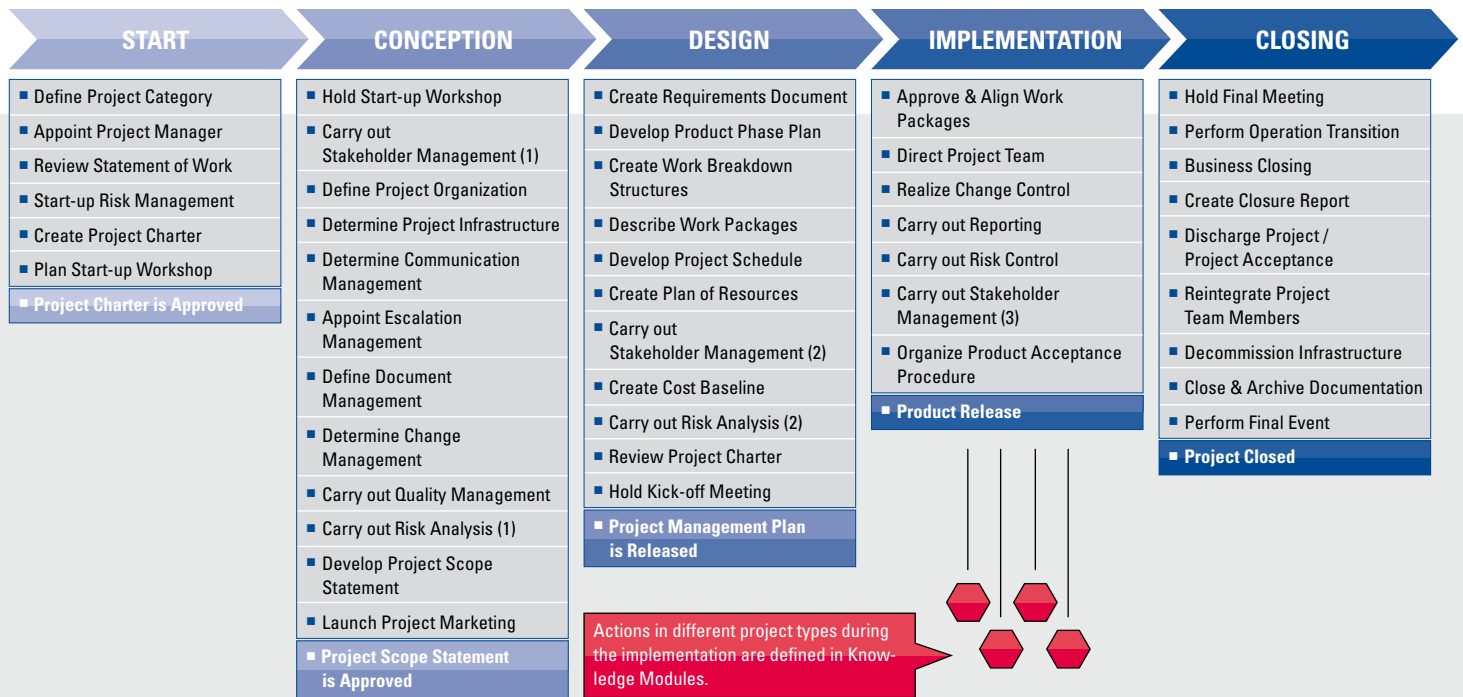 START
CONCEPTION
DESIGN
IMPLEMENTATION
CLOSING
Define Project Category
Appoint Project Manager
Review Statement of Work
Start-up Risk Management
Create Project Charter
Plan Start-up Workshop
Project Charter is Approved
Hold Start-up Workshop
Carry out
Stakeholder Management (1)
Define Project Organization
Determine Project Infrastructure
Determine Communication
Management
Appoint Escalation
Management
Define Document
Management
Determine Change
Management
Carry out Quality Management
Carry out Risk Analysis (1)
Develop Project Scope
Statement
Launch Project Marketing
Project Scope Statement
is Approved
Create Requirements Document
Develop Product Phase Plan
Create Work Breakdown
Structures
Describe Work Packages
Develop Project Schedule
Create Plan of Resources
Carry out
Stakeholder Management (2)
Create Cost Baseline
Carry out Risk Analysis (2)
Review Project Charter
Hold Kick-off Meeting
Project Management Plan
is Released
Approve & Align Work
Packages
Direct Project Team
Realize Change Control
Carry out Reporting
Carry out Risk Control
Carry out Stakeholder
Management (3)
Organize Product Acceptance
Procedure
Product Release
Hold Final Meeting
Perform Operation Transition
Business Closing
Create Closure Report
Discharge Project /
Project Acceptance
Reintegrate Project
Team Members
Decommission Infrastructure
Close & Archive Documentation
Perform Final Event
Project Closed
Actions in different project types during
the implementation are defined in Know-
ledge Modules.